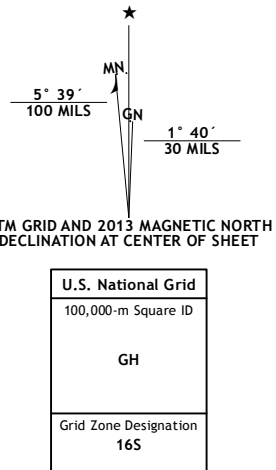 MN.
5° 39´
100 MILS
GN
1° 40´
30 MILS
TM GRID AND 2013 MAGNETIC NORTH
DECLINATION AT CENTER OF SHEET
U.S. National Grid
100,000-m Square ID
GH
Grid Zone Designation
16S